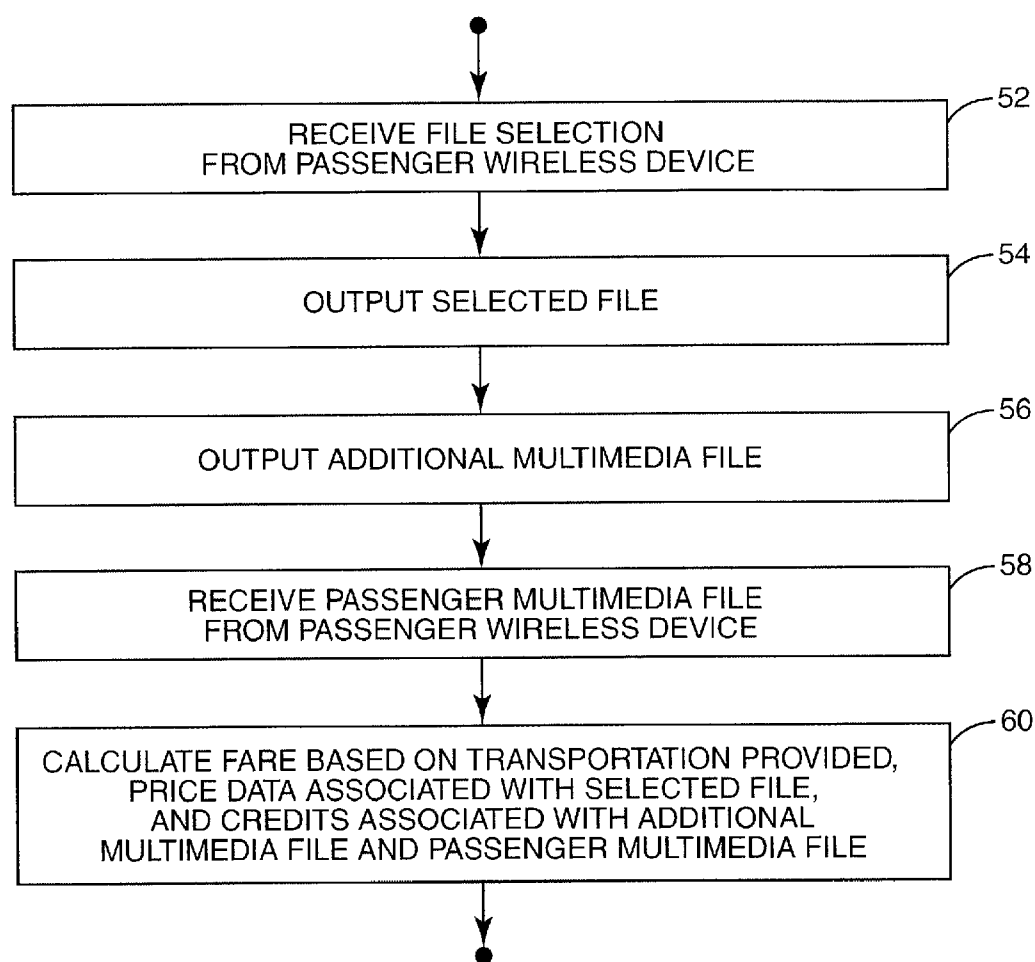 52
RECEIVE FILE SELECTION
FROM PASSENGER WIRELESS DEVICE
54
OUTPUT SELECTED FILE
56
OUTPUT ADDITIONAL MULTIMEDIA FILE
58
RECEIVE PASSENGER MULTIMEDIA FILE
FROM PASSENGER WIRELESS DEVICE
60
CALCULATE FARE BASED ON TRANSPORTATION PROVIDED,
PRICE DATA ASSOCIATED WITH SELECTED FILE,
AND CREDITS ASSOCIATED WITH ADDITIONAL
MULTIMEDIA FILE AND PASSENGER MULTIMEDIA FILE